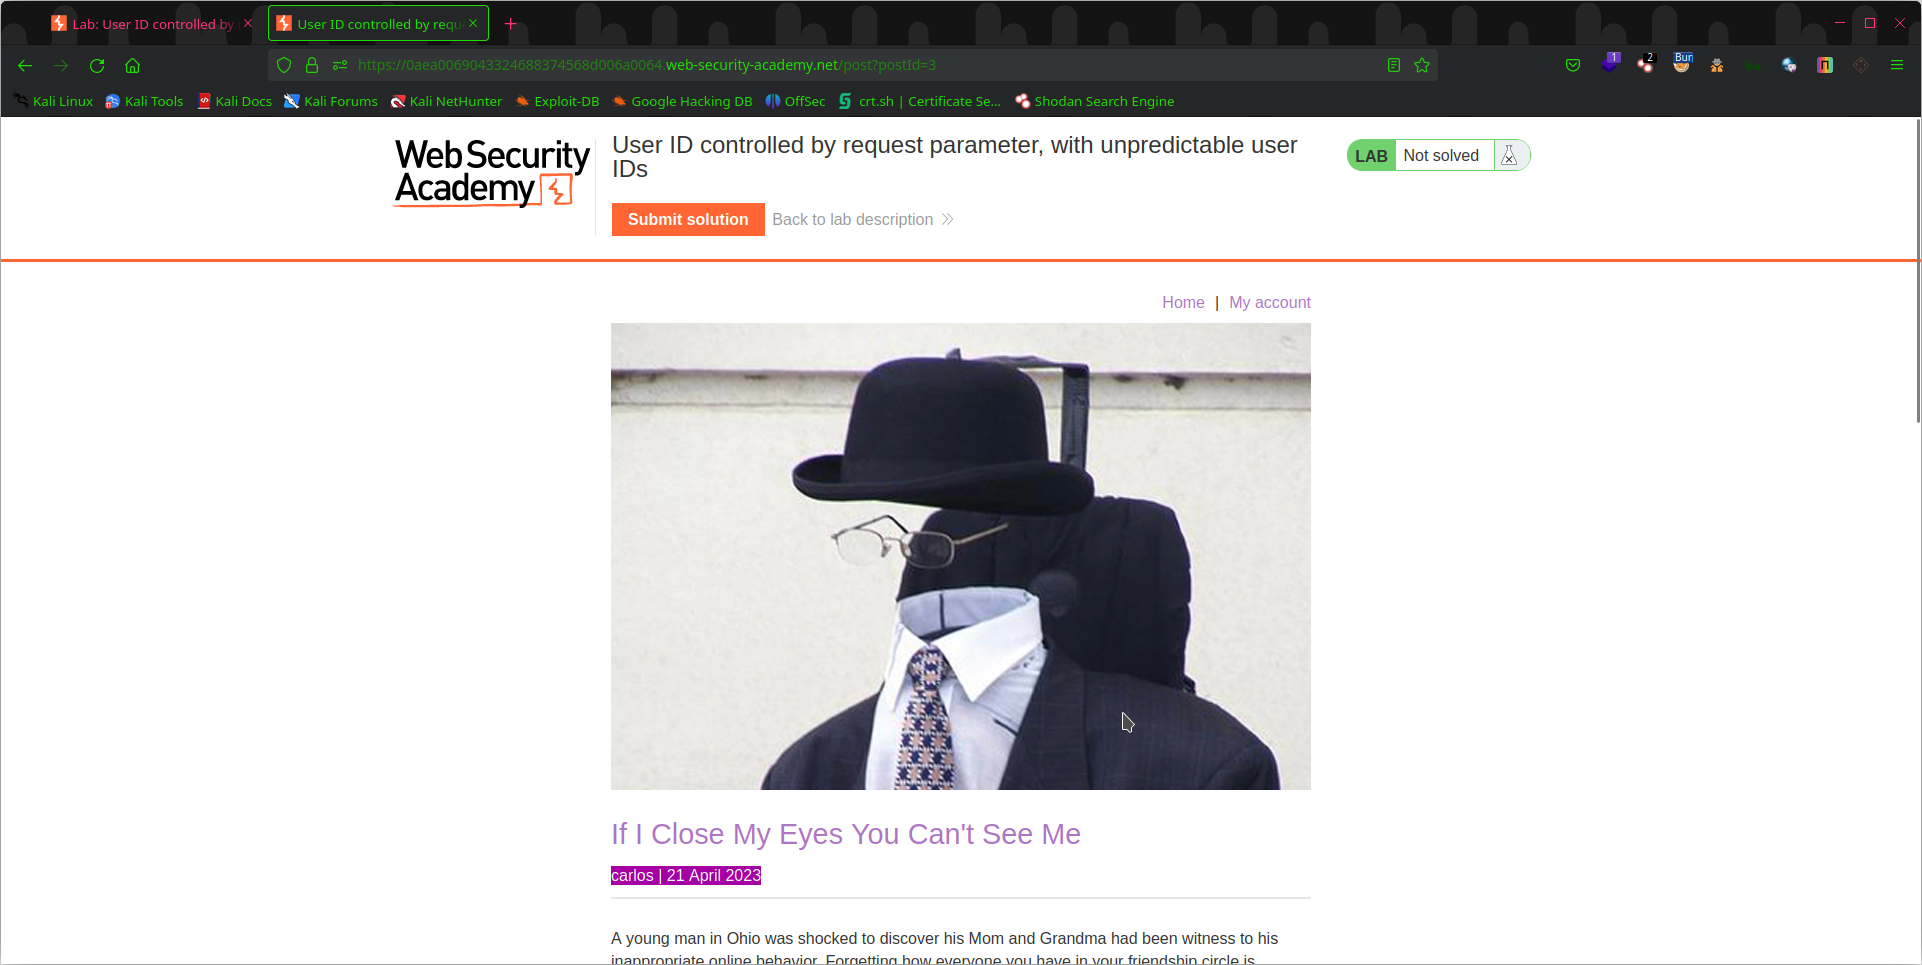 Lab: User ID controlled by
User ID controlled by requ
https://0aea0069043324688374568d006a0064.web-security-academy.net/post?postId=3
1
2
Bur
Kali Linux
Kali Tools
Kali Docs
Kali Forums
Kali NetHunter
Exploit-DB
Google Hacking DB
OffSec
crt.sh | Certificate Se...
Shodan Search Engine
Web Security
Academy
User ID controlled by request parameter, with unpredictable user
IDs
LAB
Not solved
Submit solution
Back to lab description
Home | My account
If I Close My Eyes You Can't See Me
carlos | 21 April 2023
A young man in Ohio was shocked to discover his Mom and Grandma had been witness to his
inappropriate online behavior. Forgetting how everyone you have in your friendship circle is